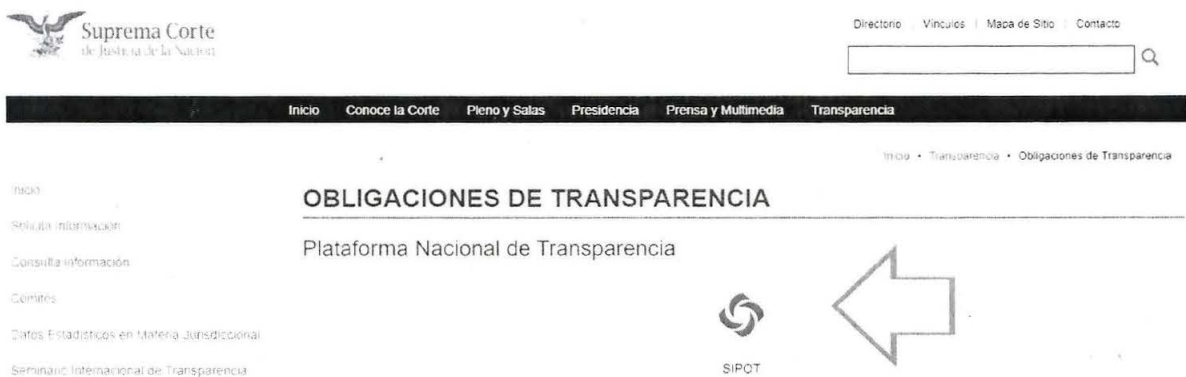 Suprema Corte
de Justicia de la Nación
Directorio | Vínculos | Mapa de Sitio | Contacto
Inicio Conoce la Corte Pleno y Salas Presidencia Prensa y Multimedia Transparencia
Inicio • Transparencia • Obligaciones de Transparencia
Inicio
Solicita información
Consulta información
Comités
Datos Estadísticos en Materia Jurisdiccional
Seminario Internacional de Transparencia
OBLIGACIONES DE TRANSPARENCIA
Plataforma Nacional de Transparencia
SIPOT